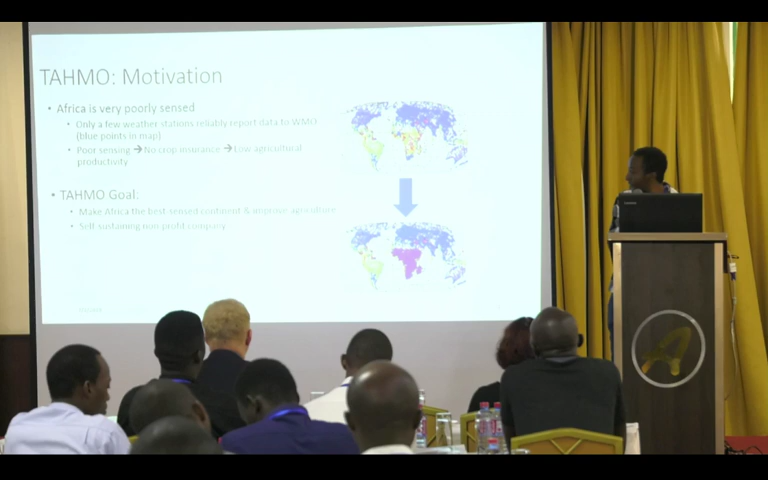 TAHMO: Motivation
• Africa is very poorly sensed
• Only a few weather stations reliably report data to WMO
(blue points in map)
• Poor sensing ➔No crop insurance ➔Low agricultural
productivity
• TAHMO Goal:
• Make Africa the best-sensed continent & improve agriculture
• Self-sustaining non-profit company